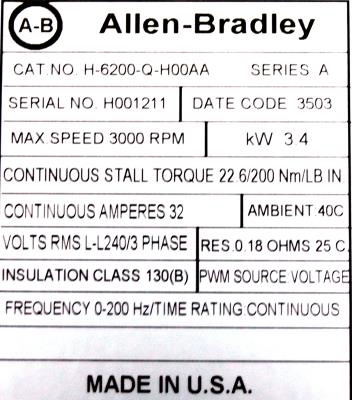 A-B Allen-Bradley
CAT.NO. H-6200-Q-H00AA SERIES A
SERIAL NO. H001211 DATE CODE 3503
MAX SPEED 3000 RPM kW 3.4
CONTINUOUS STALL TORQUE 22.6/200 Nm/LB IN
CONTINUOUS AMPERES 32 AMBIENT:40C
VOLTS RMS L-L240/3 PHASE RES.0.18 OHMS 25 C.
INSULATION CLASS 130(B) PWM SOURCE:VOLTAGE
FREQUENCY 0-200 Hz/TIME RATING:CONTINUOUS
MADE IN U.S.A.